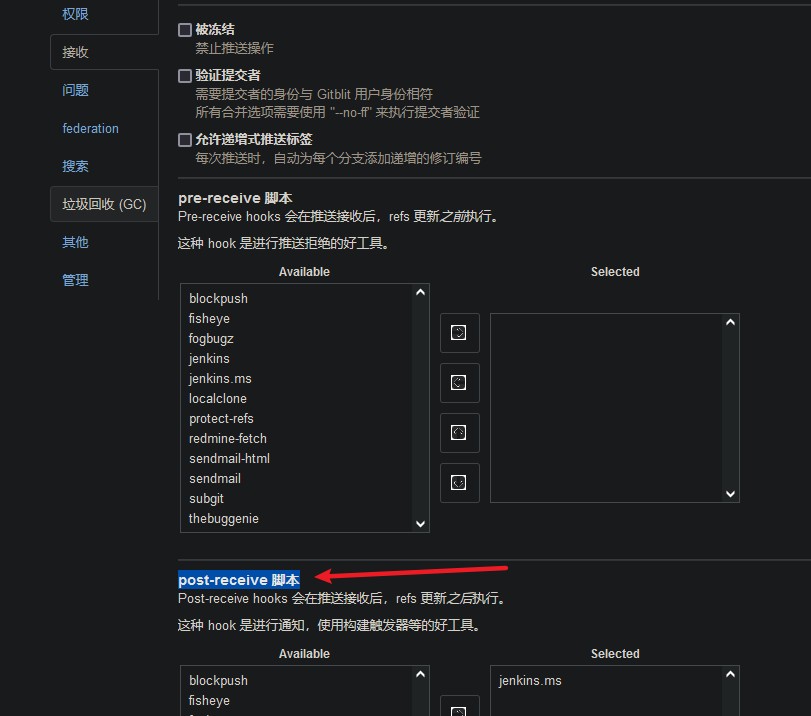 权限
接收
问题
federation
搜索
垃圾回收 (GC)
其他
管理
被冻结
禁止推送操作
验证提交者
需要提交者的身份与 Gitblit 用户身份相符
所有合并选项需要使用 "--no-ff" 来执行提交者验证
允许递增式推送标签
每次推送时，自动为每个分支添加递增的修订编号
pre-receive 脚本
Pre-receive hooks 会在推送接收后，refs 更新之前执行。
这种 hook 是进行推送拒绝的好工具。
Available
Selected
blockpush
fisheye
fogbugz
jenkins
jenkins.ms
localclone
protect-refs
redmine-fetch
sendmail-html
sendmail
subgit
thebuggenie
post-receive 脚本
Post-receive hooks 会在推送接收后，refs 更新之后执行。
这种 hook 是进行通知，使用构建触发器等的好工具。
Available
Selected
blockpush
fisheye
jenkins.ms